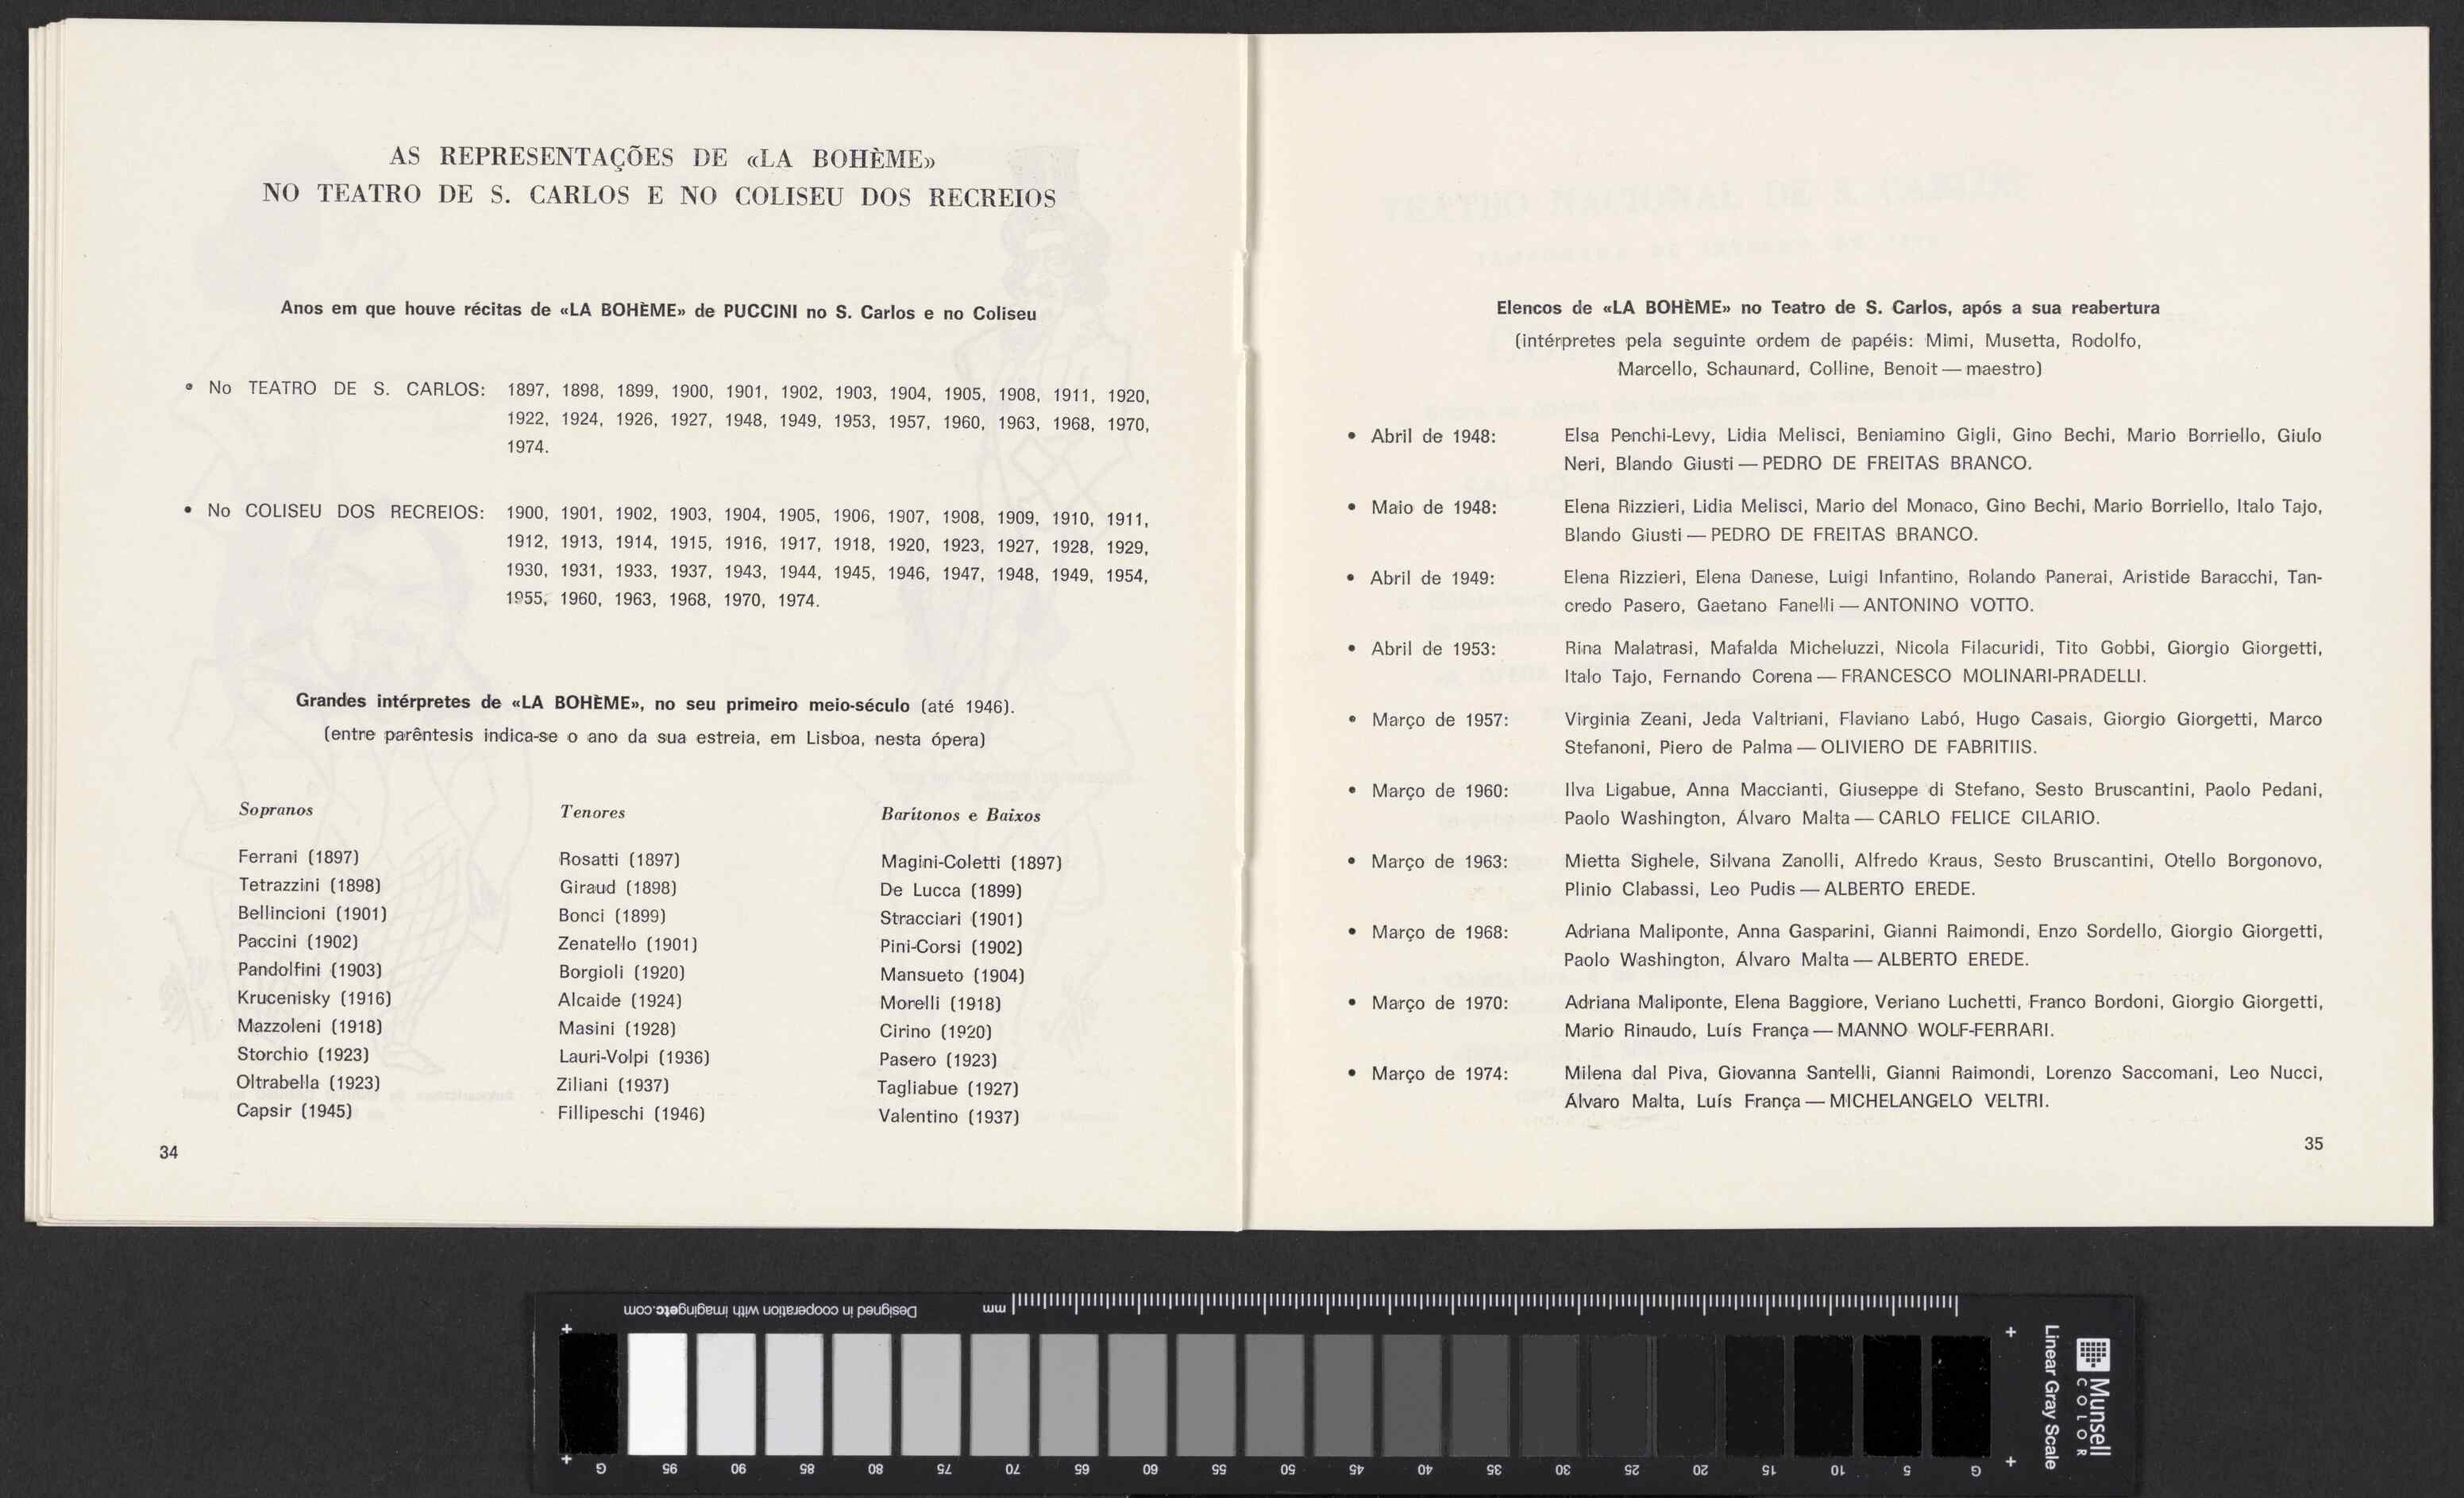 AS REPRESENTAÇÕES DE «LA BOHÈME»
NO TEATRO DE S. CARLOS E NO COLISEU DOS RECREIOS
Anos em que houve récitas de «LA BOHÈME» de PUCCINI no S. Carlos e no Coliseu
• No TEATRO DE S. CARLOS: 1897, 1898, 1899, 1900, 1901, 1902, 1903, 1904, 1905, 1908, 1911, 1920,
1922, 1924, 1926, 1927, 1948, 1949, 1953, 1957, 1960, 1963, 1968, 1970,
1974.
• No COLISEU DOS RECREIOS: 1900, 1901, 1902, 1903, 1904, 1905, 1906, 1907, 1908, 1909, 1910, 1911,
1912, 1913, 1914, 1915, 1916, 1917, 1918, 1920, 1923, 1927, 1928, 1929,
1930, 1931, 1933, 1937, 1943, 1944, 1945, 1946, 1947, 1948, 1949, 1954,
1955, 1960, 1963, 1968, 1970, 1974.
Grandes intérpretes de «LA BOHÈME», no seu primeiro meio-século (até 1946).
(entre parêntesis indica-se o ano da sua estreia, em Lisboa, nesta ópera)
Sopranos
Ferrani (1897)
Tetrazzini (1898)
Bellincioni (1901)
Paccini (1902)
Pandolfini (1903)
Krucenisky (1916)
Mazzoleni (1918)
Storchio (1923)
Oltrabella (1923)
Capsir (1945)
Tenores
Rosatti (1897)
Giraud (1898)
Bonci (1899)
Zenatello (1901)
Borgioli (1920)
Alcaide (1924)
Masini (1928)
Lauri-Volpi (1936)
Ziliani (1937)
Fillipeschi (1946)
Barítonos e Baixos
Magini-Coletti (1897)
De Lucca (1899)
Stracciari (1901)
Pini-Corsi (1902)
Mansueto (1904)
Morelli (1918)
Cirino (1920)
Pasero (1923)
Tagliabue (1927)
Valentino (1937)
34
Elencos de «LA BOHÈME» no Teatro de S. Carlos, após a sua reabertura
(intérpretes pela seguinte ordem de papéis: Mimi, Musetta, Rodolfo,
Marcello, Schaunard, Colline, Benoit — maestro)
• Abril de 1948: Elsa Penchi-Levy, Lidia Melisci, Beniamino Gigli, Gino Bechi, Mario Borriello, Giulo
Neri, Blando Giusti — PEDRO DE FREITAS BRANCO.
• Maio de 1948: Elena Rizzieri, Lidia Melisci, Mario del Monaco, Gino Bechi, Mario Borriello, Italo Tajo,
Blando Giusti — PEDRO DE FREITAS BRANCO.
• Abril de 1949: Elena Rizzieri, Elena Danese, Luigi Infantino, Rolando Panerai, Aristide Baracchi, Tan-
credo Pasero, Gaetano Fanelli — ANTONINO VOTTO.
• Abril de 1953: Rina Malatrasi, Mafalda Micheluzzi, Nicola Filacuridi, Tito Gobbi, Giorgio Giorgetti,
Italo Tajo, Fernando Corena — FRANCESCO MOLINARI-PRADELLI.
• Março de 1957: Virginia Zeani, Jeda Valtriani, Flaviano Labó, Hugo Casais, Giorgio Giorgetti, Marco
Stefanoni, Piero de Palma — OLIVIERO DE FABRITIIS.
• Março de 1960: Ilva Ligabue, Anna Maccianti, Giuseppe di Stefano, Sesto Bruscantini, Paolo Pedani,
Paolo Washington, Álvaro Malta — CARLO FELICE CILARIO.
• Março de 1963: Mietta Sighele, Silvana Zanolli, Alfredo Kraus, Sesto Bruscantini, Otello Borgonovo,
Plinio Clabassi, Leo Pudis — ALBERTO EREDE.
• Março de 1968: Adriana Maliponte, Anna Gasparini, Gianni Raimondi, Enzo Sordello, Giorgio Giorgetti,
Paolo Washington, Álvaro Malta — ALBERTO EREDE.
• Março de 1970: Adriana Maliponte, Elena Baggiore, Veriano Luchetti, Franco Bordoni, Giorgio Giorgetti,
Mario Rinaudo, Luís França — MANNO WOLF-FERRARI.
• Março de 1974: Milena dal Piva, Giovanna Santelli, Gianni Raimondi, Lorenzo Saccomani, Leo Nucci,
Álvaro Malta, Luís França — MICHELANGELO VELTRI.
35
Designed in cooperation with imagingetc.com
mm
G 95 90 85 80 75 70 65 60 55 50 45 40 35 30 25 20 15 10 5 G
Linear Gray Scale
Munsell
COLOR